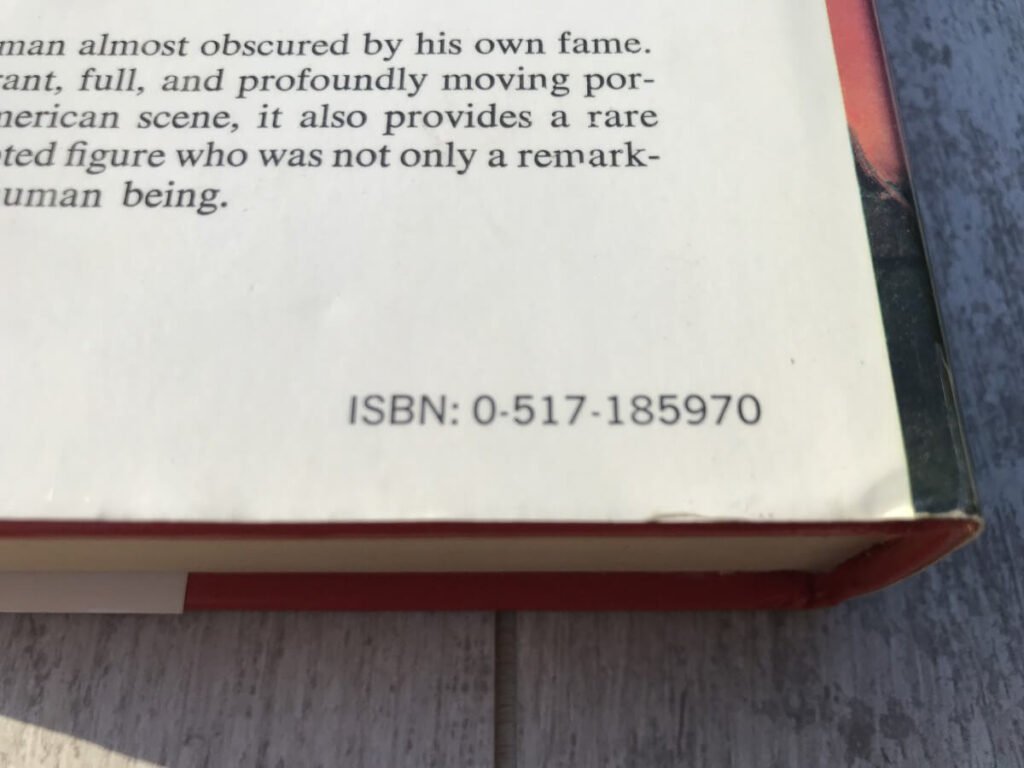 man almost obscured by his own fame.
rant, full, and profoundly moving por-
merican scene, it also provides a rare
oted figure who was not only a remark-
uman being.
ISBN: 0-517-185970